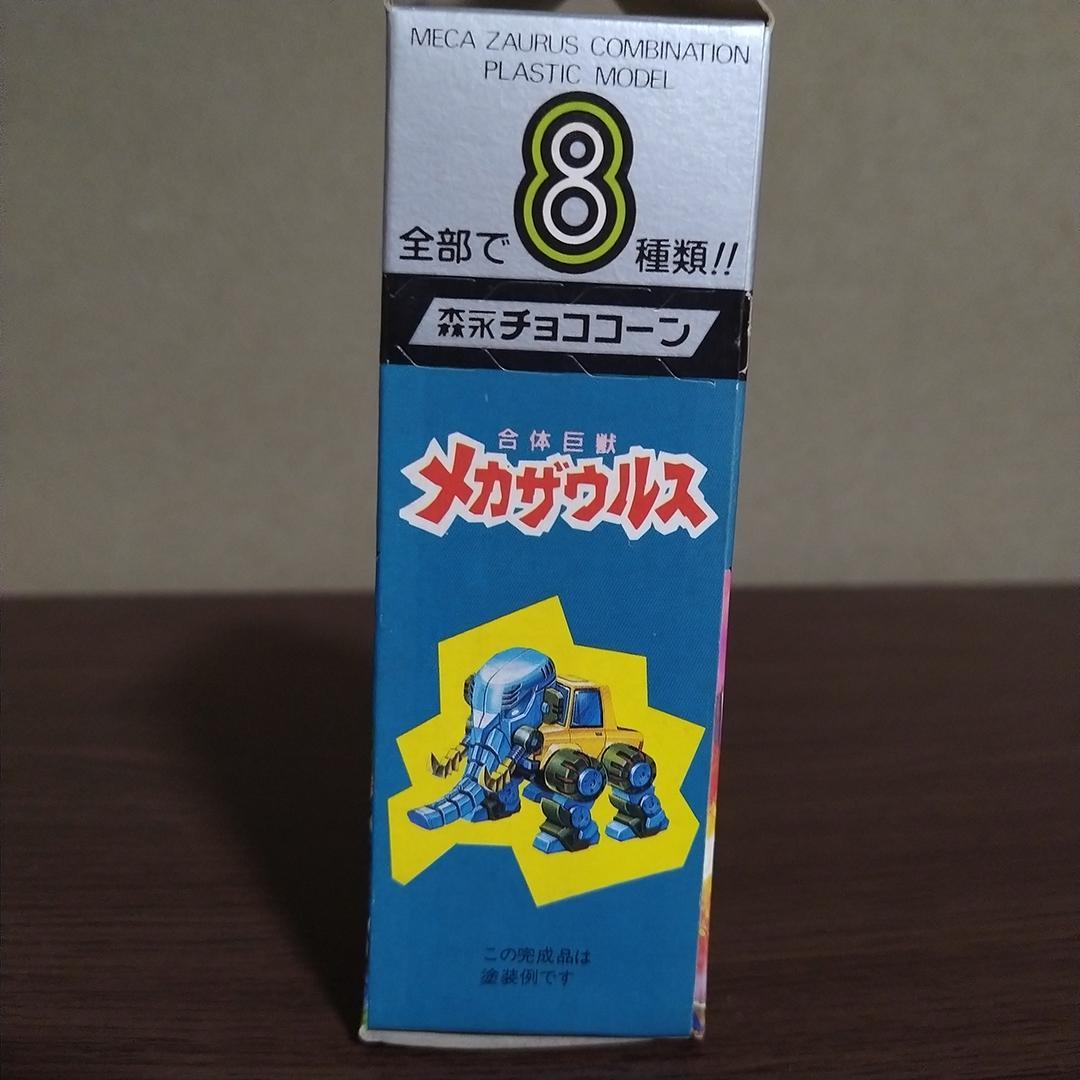 MECA ZAURUS COMBINATION
PLASTIC MODEL
全部で8種類!!
森永チョココーン
合体巨獣
メカザウルス
この完成品は
塗装例です